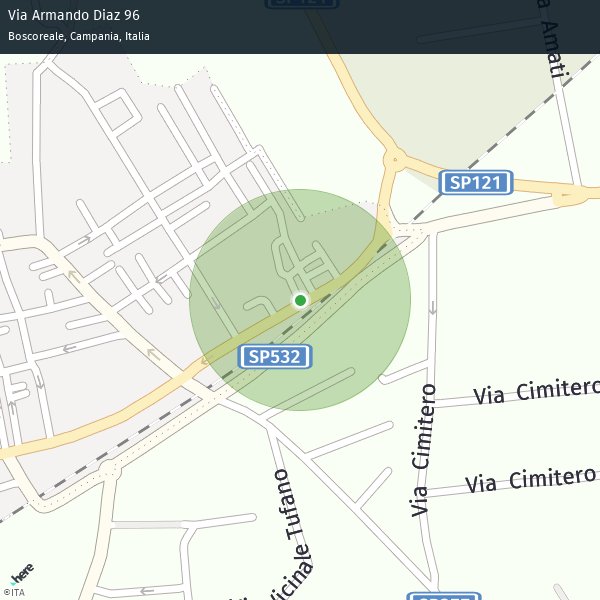 Via Armando Diaz 96
Boscoreale, Campania, Italia
Amati
SP121
SP532
Via Cimitero
Via Cimitero
Via Cimitero
Vicinale Tufano
here
©ITA